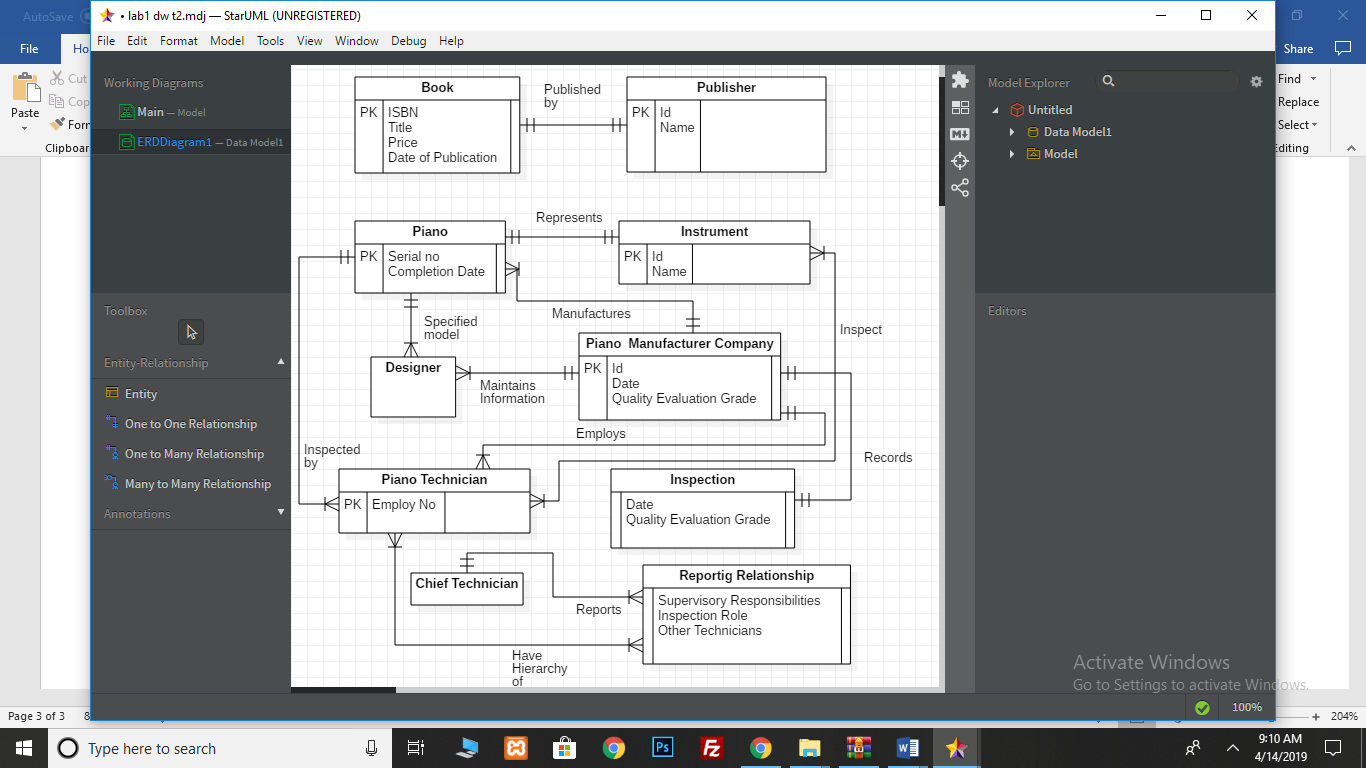 AutoSave
• lab1 dw t2.mdj — StarUML (UNREGISTERED)
File
Edit
Format
Model
Tools
View
Window
Debug
Help
File
Ho
Share
Paste
Cut
Cop
Forn
Clipboar
Find
Replace
Select
Editing
Working Diagrams
Main — Model
ERDDiagram1 — Data Model1
Toolbox
Entity-Relationship
Entity
One to One Relationship
One to Many Relationship
Many to Many Relationship
Annotations
Book
PK
ISBN
Title
Price
Date of Publication
Published
by
Publisher
PK
Id
Name
Piano
PK
Serial no
Completion Date
Represents
Instrument
PK
Id
Name
Specified
model
Manufactures
Inspect
Designer
Maintains
Information
Piano Manufacturer Company
PK
Id
Date
Quality Evaluation Grade
Employs
Records
Inspected
by
Piano Technician
PK
Employ No
Inspection
Date
Quality Evaluation Grade
Chief Technician
Reports
Reportig Relationship
Supervisory Responsibilities
Inspection Role
Other Technicians
Have
Hierarchy
of
M↓
Model Explorer
Untitled
Data Model1
Model
Editors
Activate Windows
Go to Settings to activate Windows.
100%
Page 3 of 3
8
204%
Type here to search
Ps
W
9:10 AM
4/14/2019